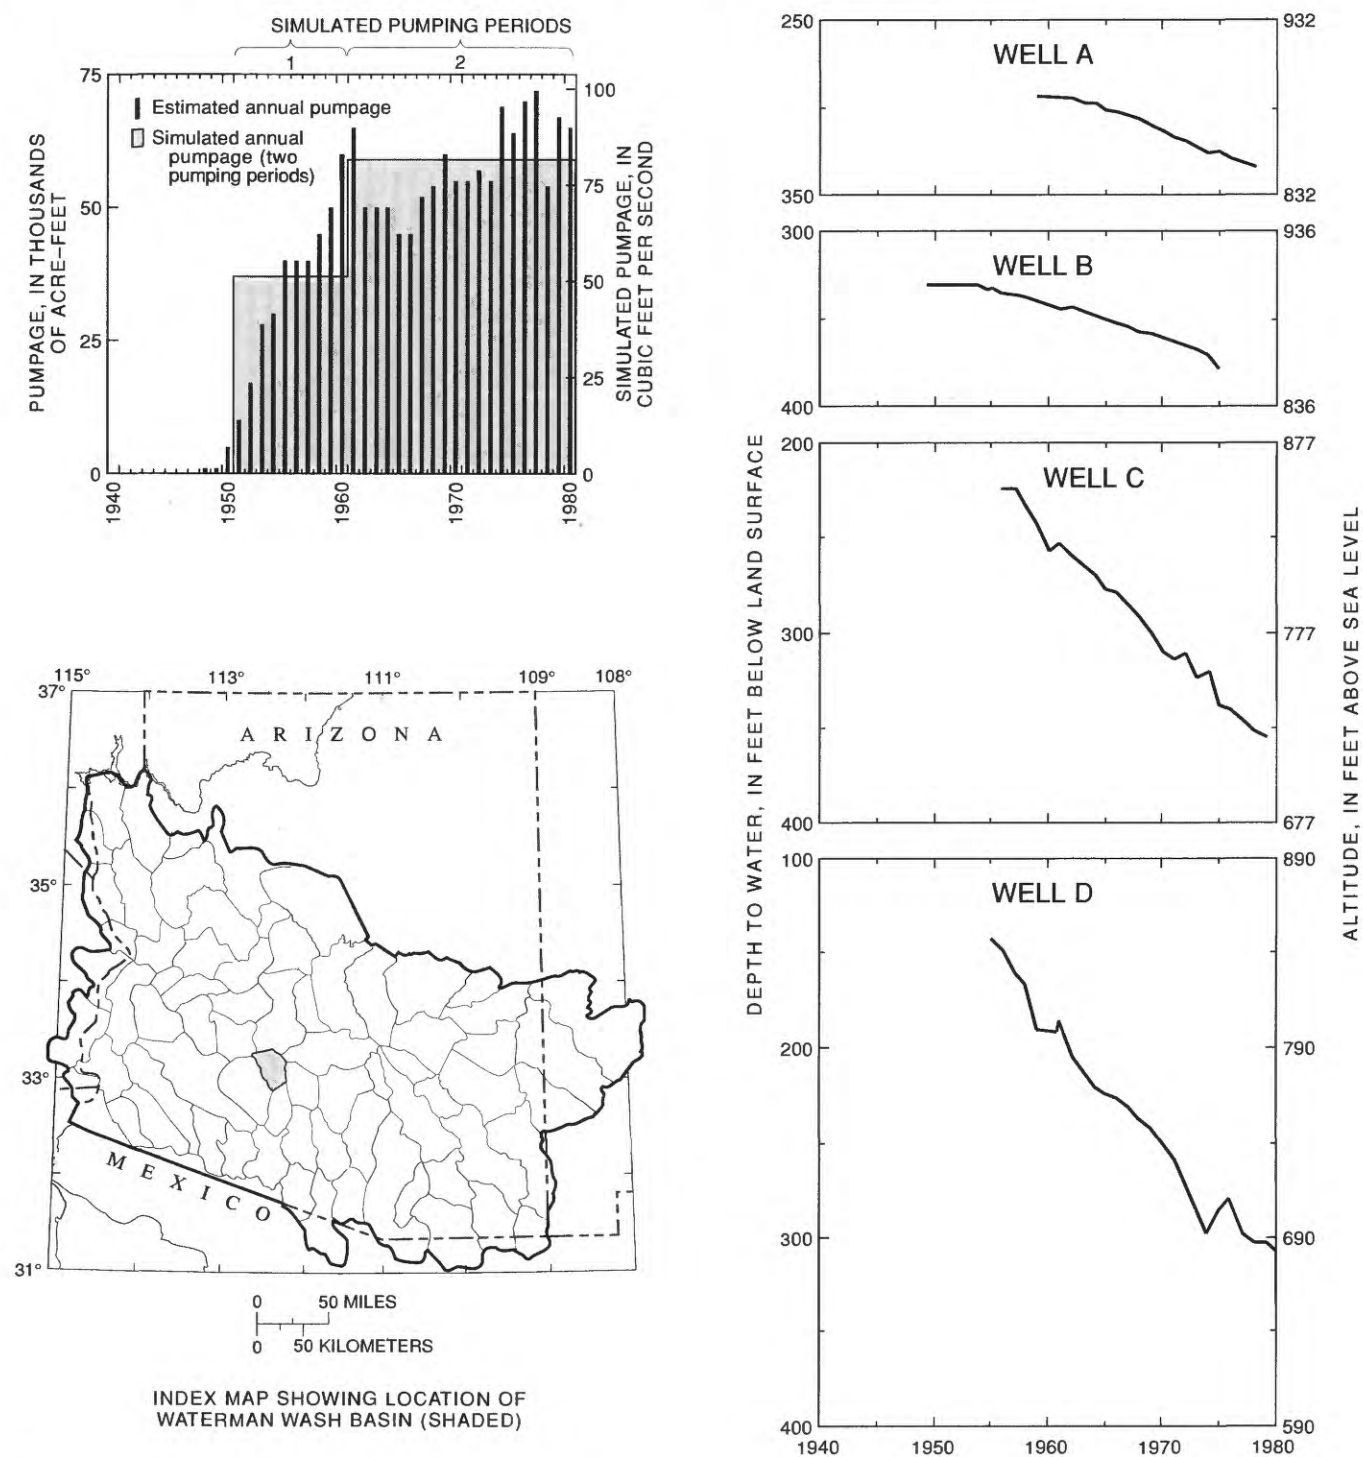 SIMULATED PUMPING PERIODS
1
2
75
50
25
0
100
75
50
25
0
Estimated annual pumpage
Simulated annual
pumpage (two
pumping periods)
PUMPAGE, IN THOUSANDS
OF ACRE–FEET
SIMULATED PUMPAGE, IN
CUBIC FEET PER SECOND
1940
1950
1960
1970
1980
115°
113°
111°
109°
108°
37°
35°
33°
31°
ARIZONA
MEXICO
0 50 MILES
0 50 KILOMETERS
INDEX MAP SHOWING LOCATION OF
WATERMAN WASH BASIN (SHADED)
DEPTH TO WATER, IN FEET BELOW LAND SURFACE
250
350
WELL A
932
832
300
400
WELL B
936
836
200
300
400
WELL C
877
777
677
100
200
300
400
WELL D
890
790
690
590
1940
1950
1960
1970
1980
ALTITUDE, IN FEET ABOVE SEA LEVEL